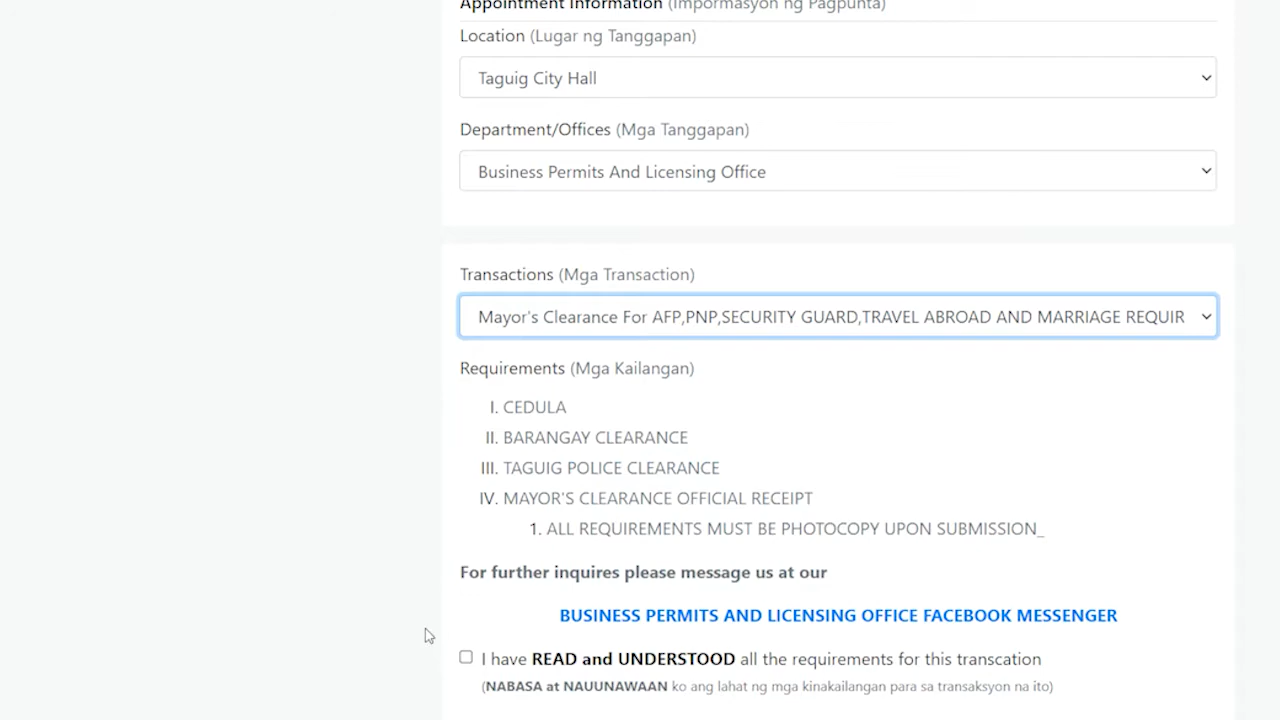 Appointment Information (Impormasyon ng Pagpunta)
Location (Lugar ng Tanggapan)
Taguig City Hall
Department/Offices (Mga Tanggapan)
Business Permits And Licensing Office
Transactions (Mga Transaction)
Mayor's Clearance For AFP,PNP,SECURITY GUARD,TRAVEL ABROAD AND MARRIAGE REQUIR
Requirements (Mga Kailangan)
I. CEDULA
II. BARANGAY CLEARANCE
III. TAGUIG POLICE CLEARANCE
IV. MAYOR'S CLEARANCE OFFICIAL RECEIPT
1. ALL REQUIREMENTS MUST BE PHOTOCOPY UPON SUBMISSION_
For further inquires please message us at our
BUSINESS PERMITS AND LICENSING OFFICE FACEBOOK MESSENGER
I have READ and UNDERSTOOD all the requirements for this transcation
(NABASA at NAUUNAWAAN ko ang lahat ng mga kinakailangan para sa transaksyon na ito)